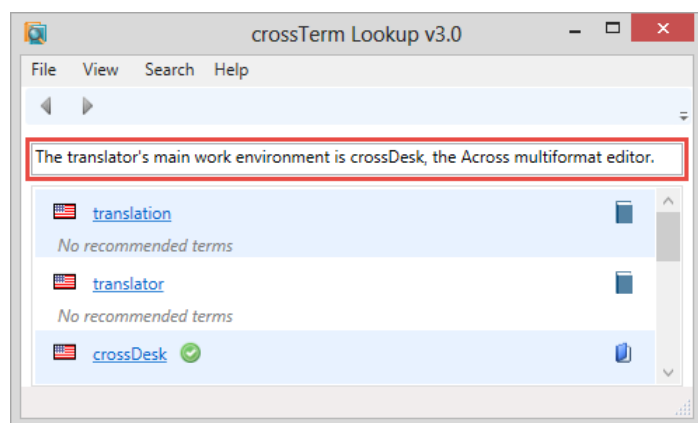 crossTerm Lookup v3.0
File View Search Help
The translator's main work environment is crossDesk, the Across multiformat editor.
translation
No recommended terms
translator
No recommended terms
crossDesk